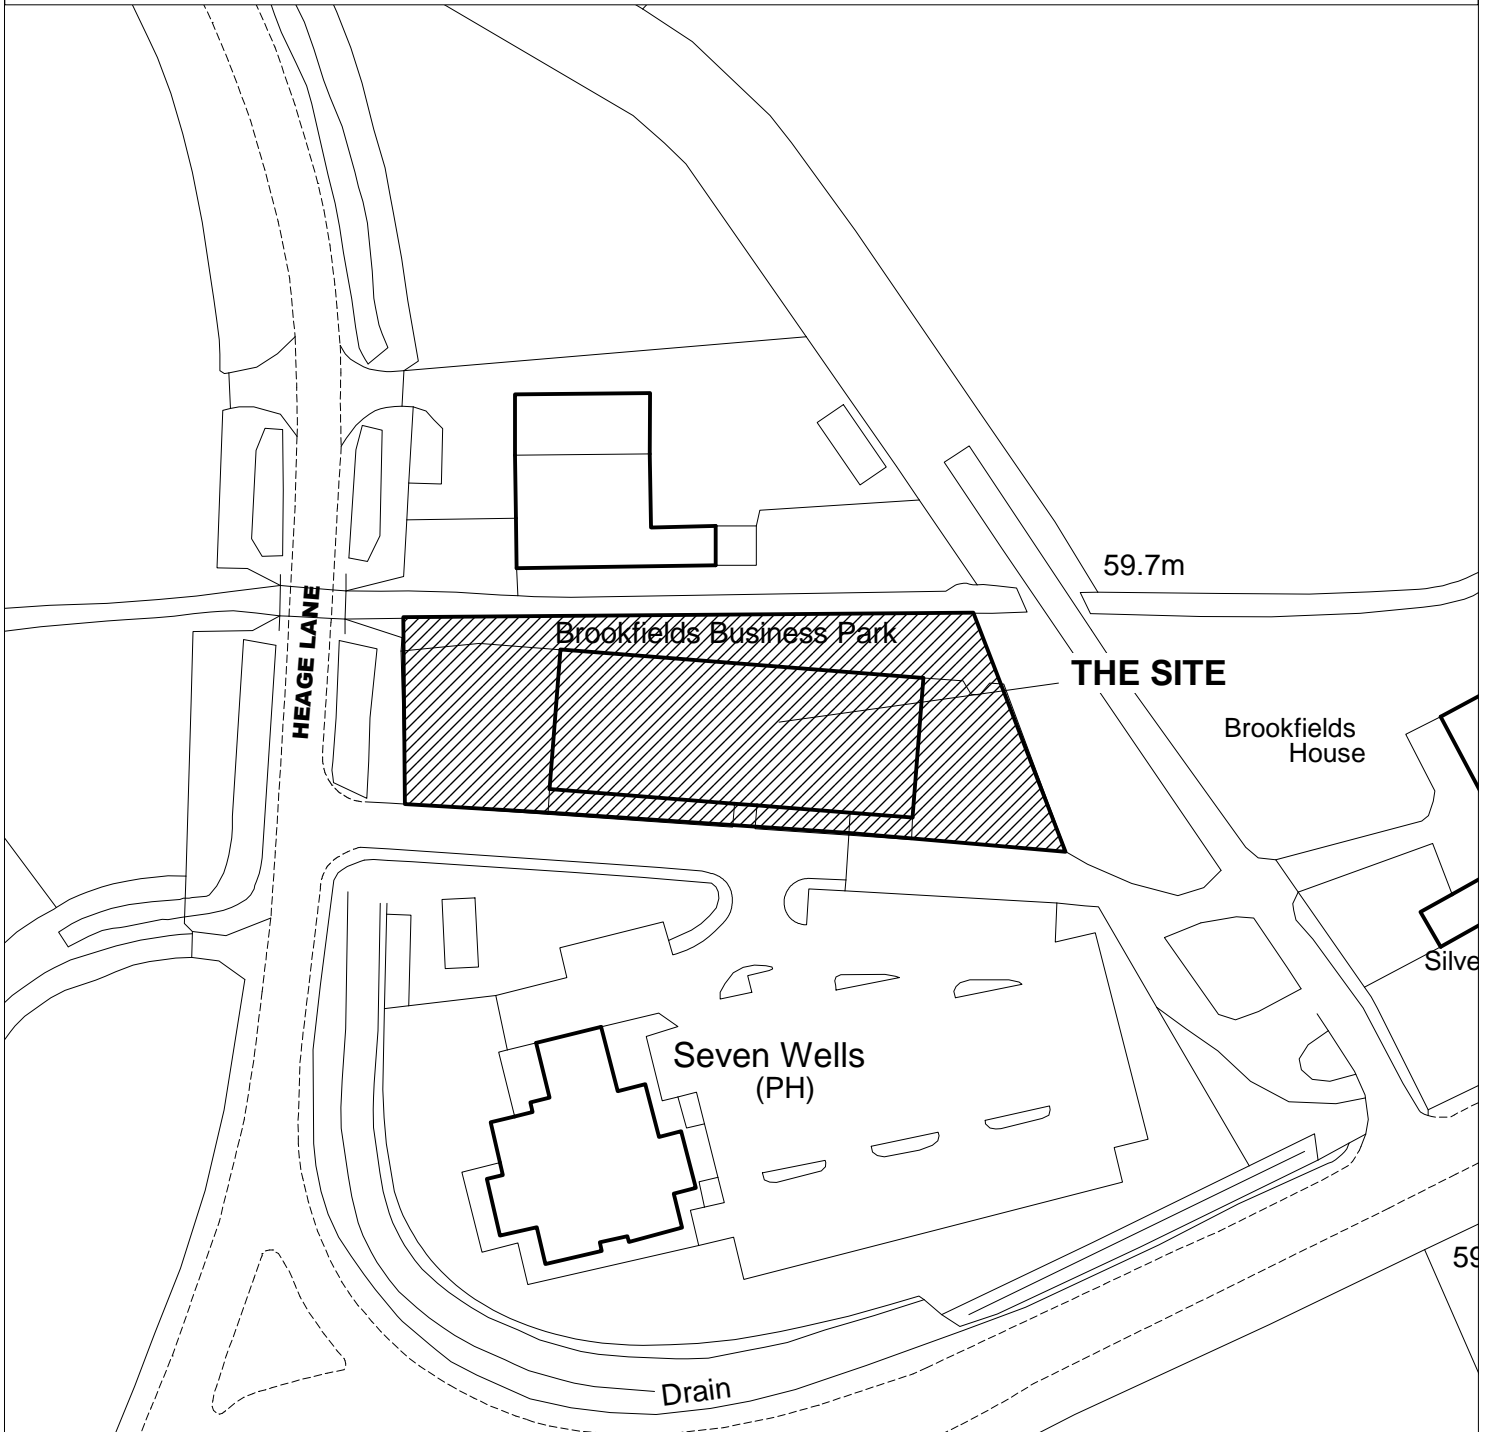 59.7m
HEAGE LANE
Brookfields Business Park
THE SITE
Brookfields
House
Silve
Seven Wells
(PH)
59
Drain